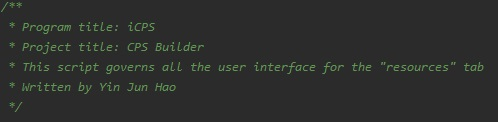 /**
* Program title: iCPS
* Project title: CPS Builder
* This script governs all the user interface for the "resources" tab
* Written by Yin Jun Hao
*/